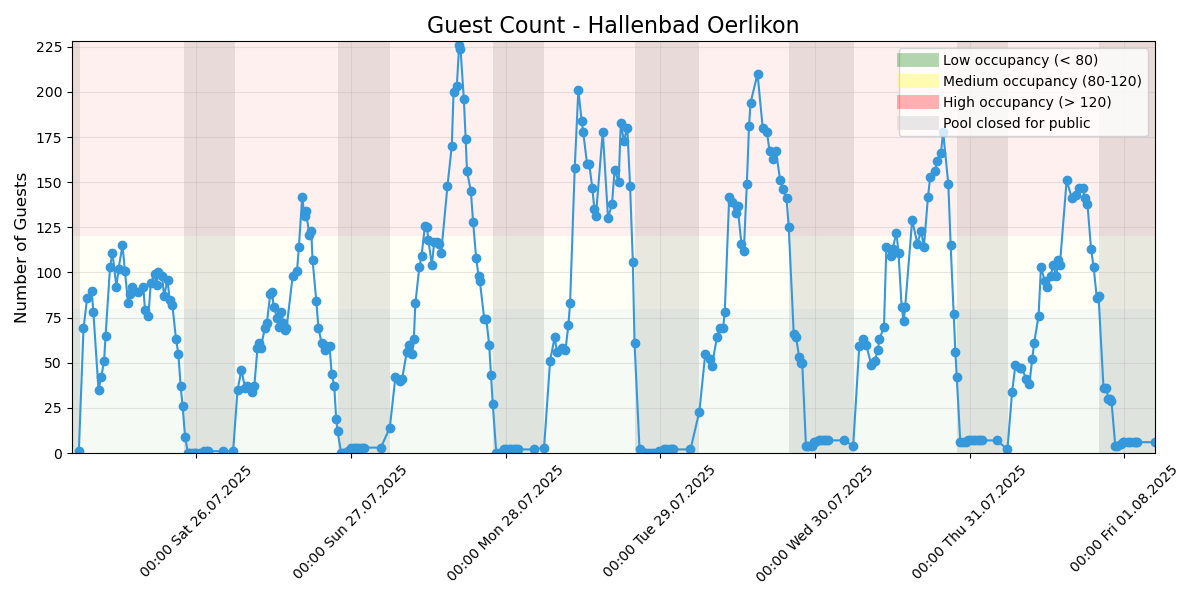 Guest Count - Hallenbad Oerlikon
Number of Guests
225
200
175
150
125
100
75
50
25
0
Low occupancy (< 80)
Medium occupancy (80-120)
High occupancy (> 120)
Pool closed for public
00:00 Sat 26.07.2025
00:00 Sun 27.07.2025
00:00 Mon 28.07.2025
00:00 Tue 29.07.2025
00:00 Wed 30.07.2025
00:00 Thu 31.07.2025
00:00 Fri 01.08.2025